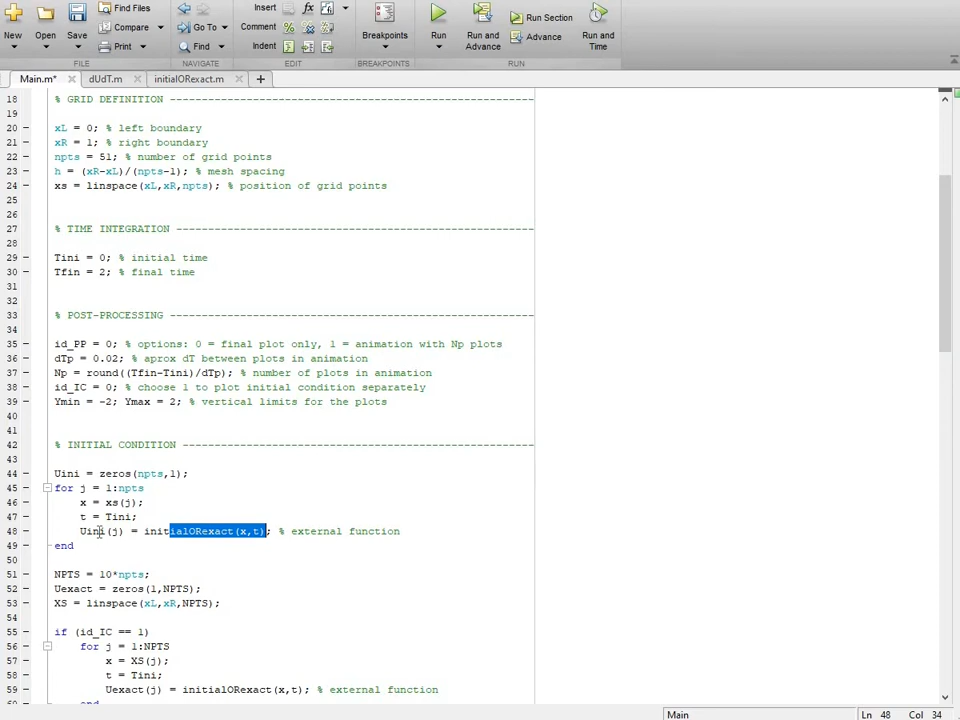 Find Files
Insert
fx
Compare
Go To
Comment
Breakpoints
Run Section
New
Open
Save
Print
Find
Indent
Run
Run and
Advance
Advance
Run and
Time
FILE
NAVIGATE
EDIT
BREAKPOINTS
RUN
Main.m*
dUdT.m
initialORexact.m
18 % GRID DEFINITION ---------------------------------------------------------
19
20 xL = 0; % left boundary
21 xR = 1; % right boundary
22 npts = 51; % number of grid points
23 h = (xR-xL)/(npts-1); % mesh spacing
24 xs = linspace(xL,xR,npts); % position of grid points
25
26
27 % TIME INTEGRATION --------------------------------------------------------
28
29 Tini = 0; % initial time
30 Tfin = 2; % final time
31
32
33 % POST-PROCESSING ---------------------------------------------------------
34
35 id_PP = 0; % options: 0 = final plot only, 1 = animation with Np plots
36 dTp = 0.02; % aprox dT between plots in animation
37 Np = round((Tfin-Tini)/dTp); % number of plots in animation
38 id_IC = 0; % choose 1 to plot initial condition separately
39 Ymin = -2; Ymax = 2; % vertical limits for the plots
40
41
42 % INITIAL CONDITION -------------------------------------------------------
43
44 Uini = zeros(npts,1);
45 for j = 1:npts
46 x = xs(j);
47 t = Tini;
48 Uini(j) = initialORexact(x,t); % external function
49 end
50
51 NPTS = 10*npts;
52 Uexact = zeros(1,NPTS);
53 XS = linspace(xL,xR,NPTS);
54
55 if (id_IC == 1)
56 for j = 1:NPTS
57 x = XS(j);
58 t = Tini;
59 Uexact(j) = initialORexact(x,t); % external function
60 end
Main
Ln 48 Col 34